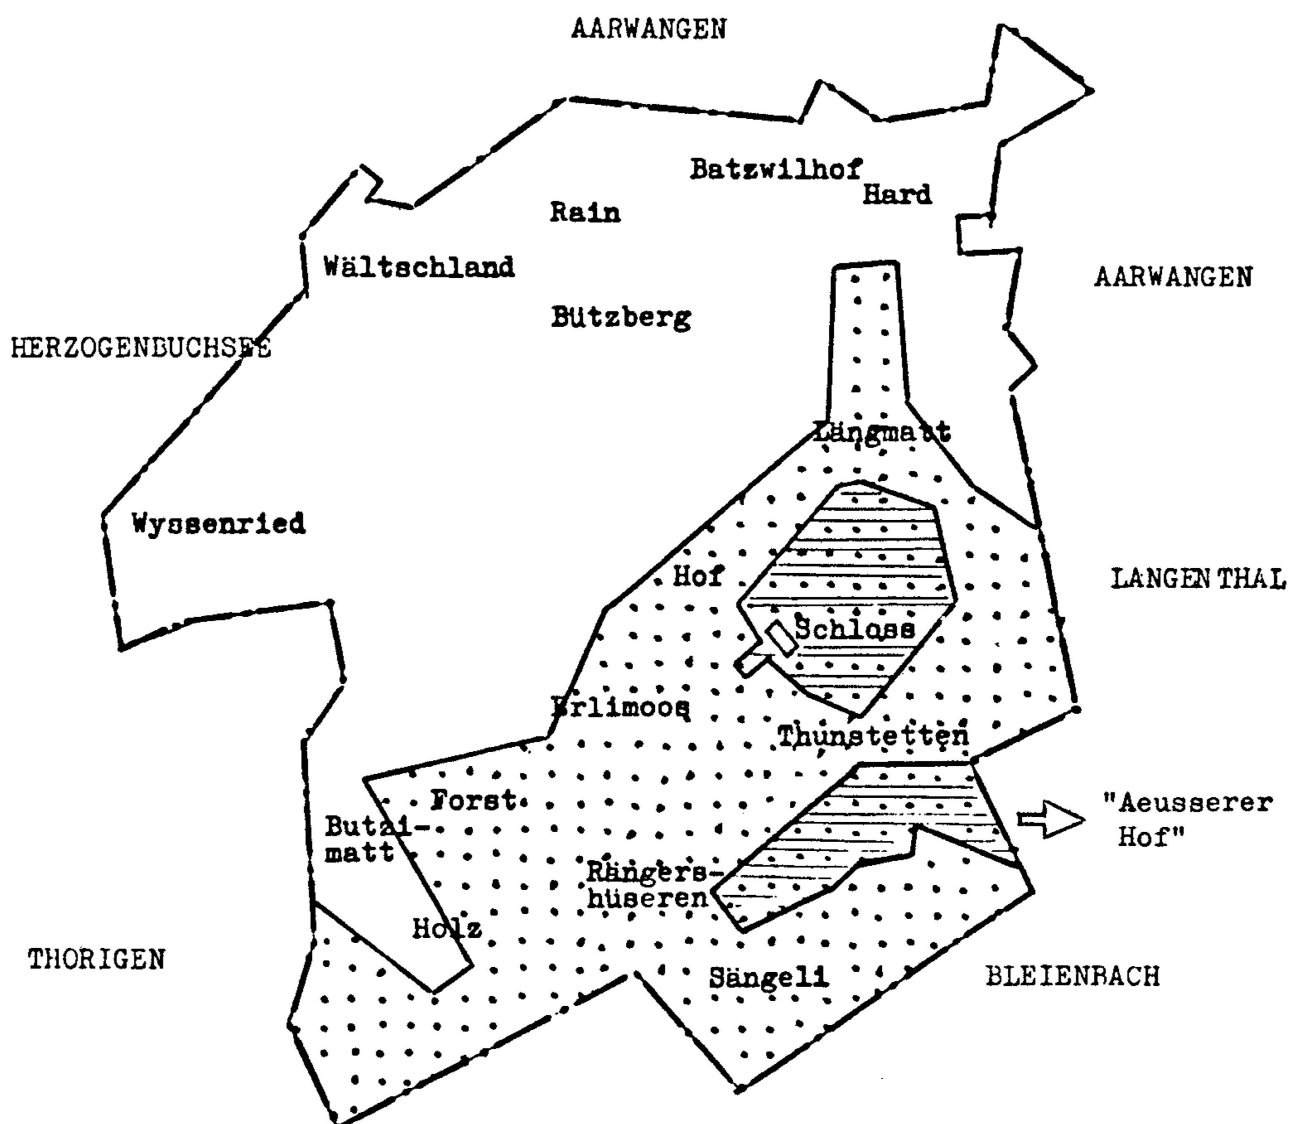 AARWANGEN
Batzwilhof
Hard
Rain
Wältschland
AARWANGEN
Bützberg
HERZOGENBUCHSEE
Längmatt
Wyssenried
Hof
LANGENTHAL
Schloss
Erlimoos
Thunstetten
Forst
"Aeusserer
Hof"
Butzi-
matt
Rängers-
hüseren
Holz
THÖRIGEN
Sängeli
BLEIENBACH